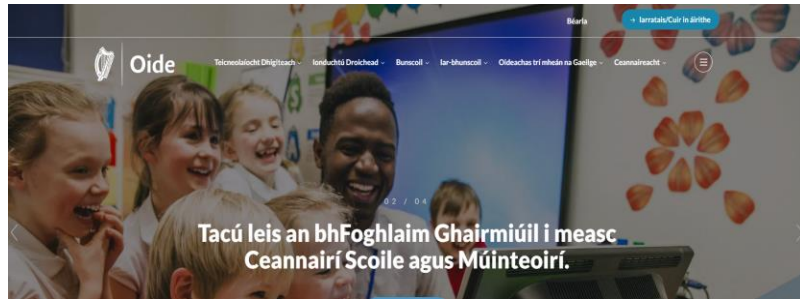 Béarla
→ Iarratais/Cuir in áirithe
Oide
Teicneolaíocht Dhigiteach
Ionduchtú Droichead
Bunscoil
Iar-bhunscoil
Oideachas trí mheán na Gaeilge
Ceannaireacht
02 / 04
Tacú leis an bhFoghlaim Ghairmiúil i measc
Ceannairí Scoile agus Múinteoirí.